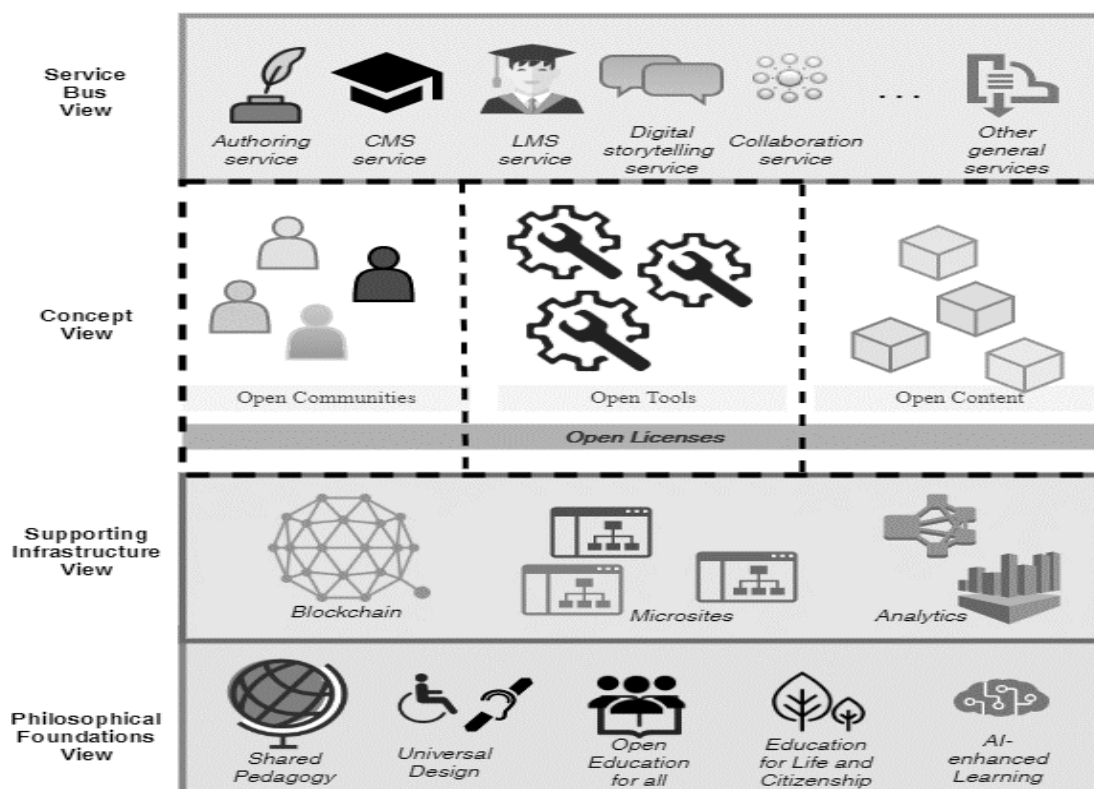 Service
Bus
View
Authoring
service
CMS
service
LMS
service
Digital
storytelling
service
Collaboration
service
...
Other
general
services
Concept
View
Open Communities
Open Tools
Open Content
Open Licenses
Supporting
Infrastructure
View
Blockchain
Microsites
Analytics
Philosophical
Foundations
View
Shared
Pedagogy
Universal
Design
Open
Education
for all
Education
for Life and
Citizenship
AI-
enhanced
Learning